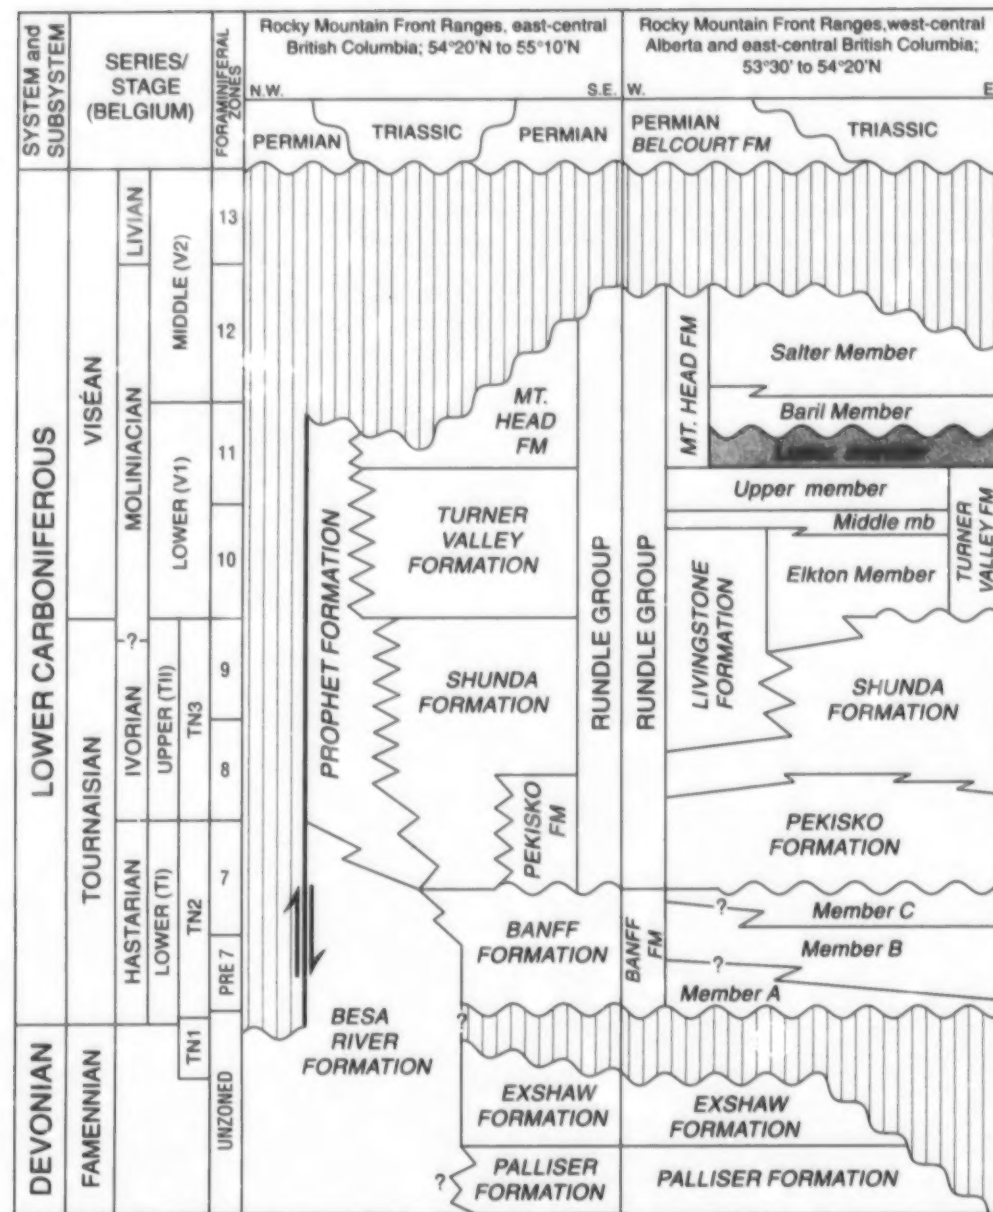 SYSTEM and
SUBSYSTEM
SERIES/
STAGE
(BELGIUM)
FORAMINIFERAL
ZONES
Rocky Mountain Front Ranges, east-central
British Columbia; 54°20'N to 55°10'N
N.W.
S.E.
Rocky Mountain Front Ranges,west-central
Alberta and east-central British Columbia;
53°30' to 54°20'N
W.
E
PERMIAN
TRIASSIC
PERMIAN
PERMIAN
BELCOURT FM
TRIASSIC
LOWER CARBONIFEROUS
DEVONIAN
VISÉAN
TOURNAISIAN
FAMENNIAN
LIVIAN
MOLINIACIAN
-?-
IVORIAN
HASTARIAN
MIDDLE (V2)
LOWER (V1)
UPPER (TII)
LOWER (TI)
TN3
TN2
TN1
13
12
11
10
9
8
7
PRE 7
UNZONED
PROPHET FORMATION
MT.
HEAD
FM
TURNER
VALLEY
FORMATION
SHUNDA
FORMATION
PEKISKO
FM
BANFF
FORMATION
BESA
RIVER
FORMATION
?
EXSHAW
FORMATION
?
PALLISER
FORMATION
RUNDLE GROUP
RUNDLE GROUP
MT. HEAD FM
Salter Member
Baril Member
Upper member
Middle mb
Elkton Member
TURNER
VALLEY FM
LIVINGSTONE
FORMATION
SHUNDA
FORMATION
PEKISKO
FORMATION
BANFF
FM
?
Member C
Member B
?
Member A
EXSHAW
FORMATION
PALLISER FORMATION